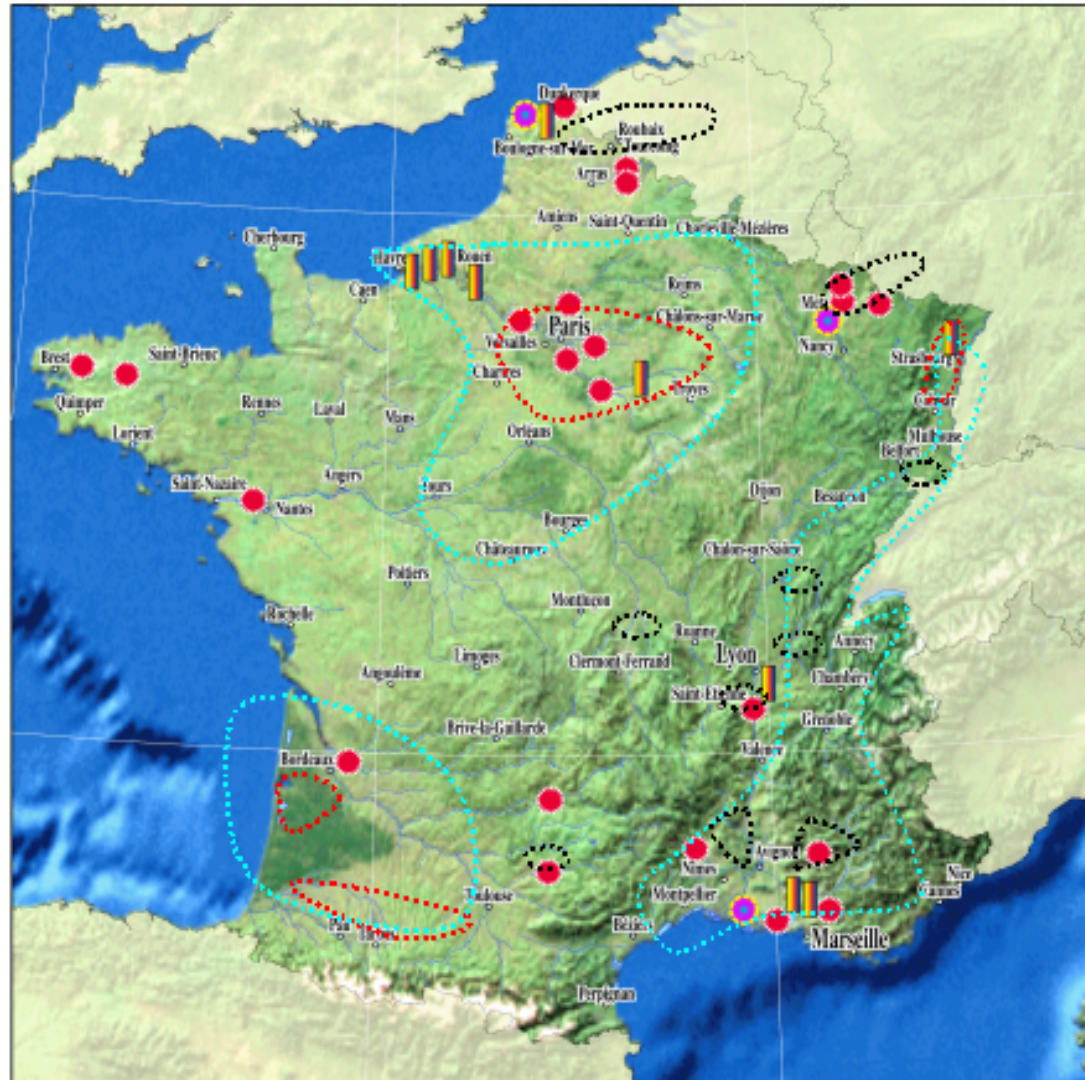 Dunkerque
Roubaix
Boulogne-sur-Mer
Tourcoing
Arras
Amiens
Saint-Quentin
Charleville-Mézières
Cherbourg
Havre
Rouen
Caen
Reims
Metz
Paris
Châlons-sur-Marne
Versailles
Nancy
Brest
Saint-Brieuc
Strasbourg
Chartres
Troyes
Quimper
Rennes
Laval
Mans
Colmar
Lorient
Orléans
Mulhouse
Belfort
Saint-Nazaire
Angers
Tours
Dijon
Besancon
Nantes
Bourges
Châteauroux
Chalon-sur-Saône
Poitiers
Montluçon
Rochelle
Roanne
Annecy
Limoges
Clermont-Ferrand
Lyon
Angoulême
Saint-Etienne
Chambéry
Brive-la-Gaillarde
Grenoble
Bordeaux
Valence
Nîmes
Toulouse
Montpellier
Nice
Cannes
Pau
Tarbes
Béziers
Marseille
Perpignan